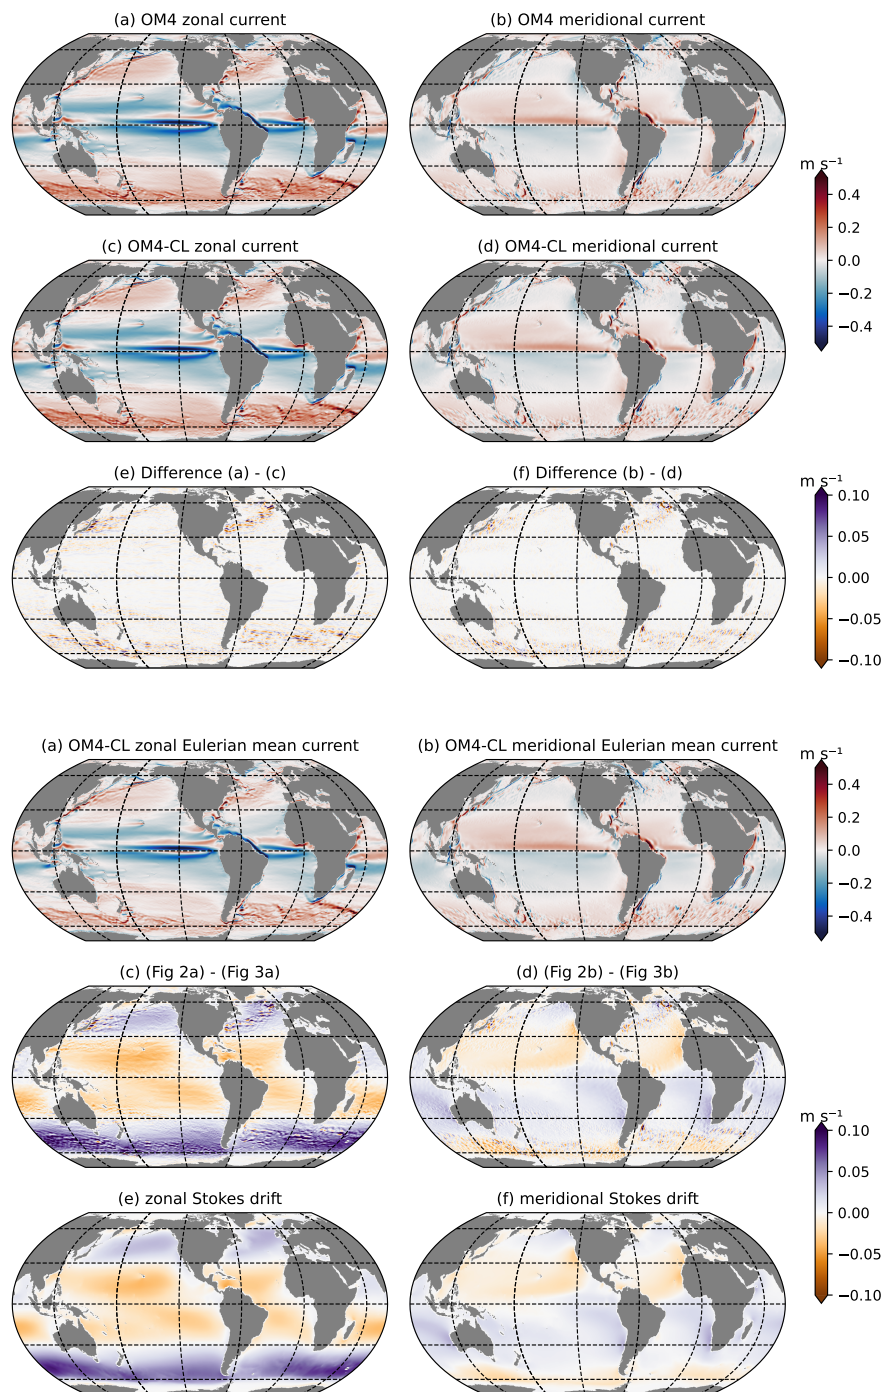 (a) OM4 zonal current
(b) OM4 meridional current
m s⁻¹
0.4
0.2
0.0
−0.2
−0.4
(c) OM4-CL zonal current
(d) OM4-CL meridional current
(e) Difference (a) - (c)
(f) Difference (b) - (d)
m s⁻¹
0.10
0.05
0.00
−0.05
−0.10
(a) OM4-CL zonal Eulerian mean current
(b) OM4-CL meridional Eulerian mean current
m s⁻¹
0.4
0.2
0.0
−0.2
−0.4
(c) (Fig 2a) - (Fig 3a)
(d) (Fig 2b) - (Fig 3b)
m s⁻¹
0.10
0.05
0.00
−0.05
−0.10
(e) zonal Stokes drift
(f) meridional Stokes drift